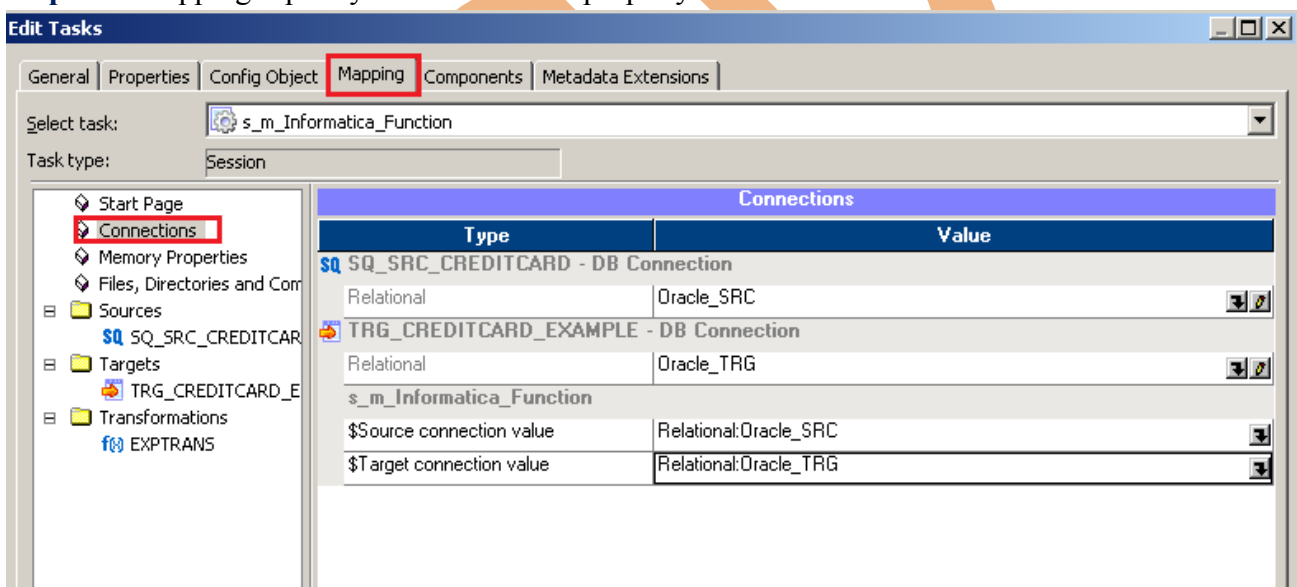 Edit Tasks
General Properties Config Object Mapping Components Metadata Extensions
Select task: s_m_Informatica_Function
Task type: Session
Start Page
Connections
Memory Properties
Files, Directories and Com
Sources
SQ SQ_SRC_CREDITCAR
Targets
TRG_CREDITCARD_E
Transformations
f(x) EXPTRANS
Connections
Type Value
SQ SQ_SRC_CREDITCARD - DB Connection
Relational Oracle_SRC
TRG_CREDITCARD_EXAMPLE - DB Connection
Relational Oracle_TRG
s_m_Informatica_Function
$Source connection value Relational:Oracle_SRC
$Target connection value Relational:Oracle_TRG